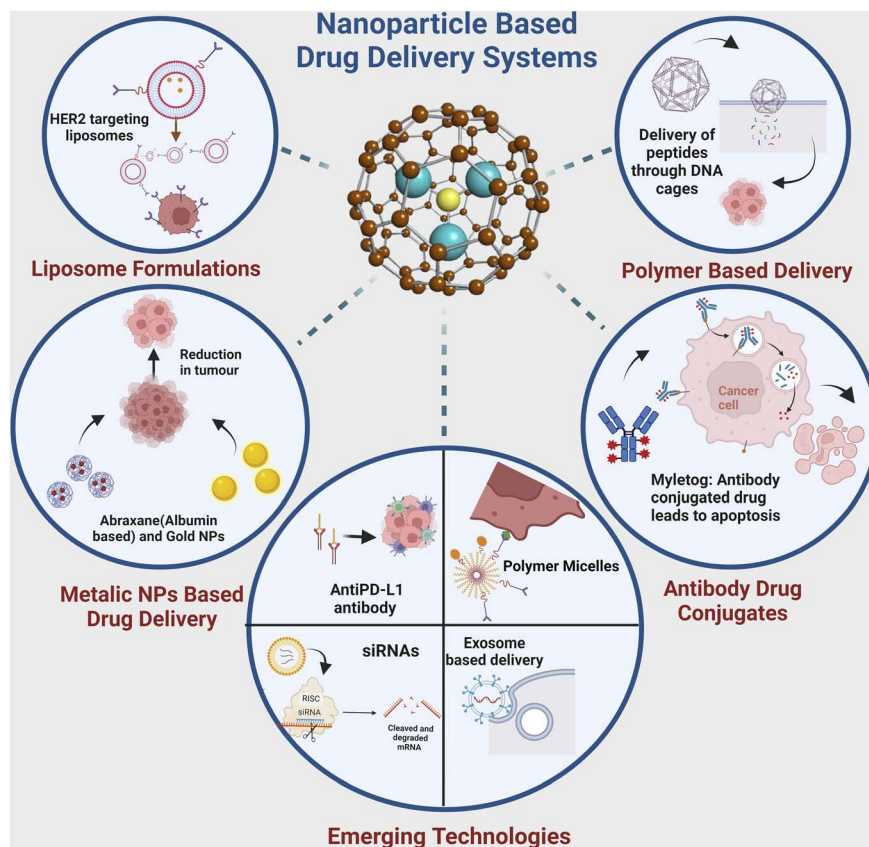 Nanoparticle Based
Drug Delivery Systems
HER2 targeting
liposomes
Liposome Formulations
Delivery of
peptides
through DNA
cages
Polymer Based Delivery
Reduction
in tumour
Abraxane(Albumin
based) and Gold NPs
Metalic NPs Based
Drug Delivery
Cancer
cell
Myletog: Antibody
conjugated drug
leads to apoptosis
Antibody Drug
Conjugates
AntiPD-L1
antibody
Polymer Micelles
siRNAs
RISC
siRNA
Cleaved and
degraded
mRNA
Exosome
based delivery
Emerging Technologies